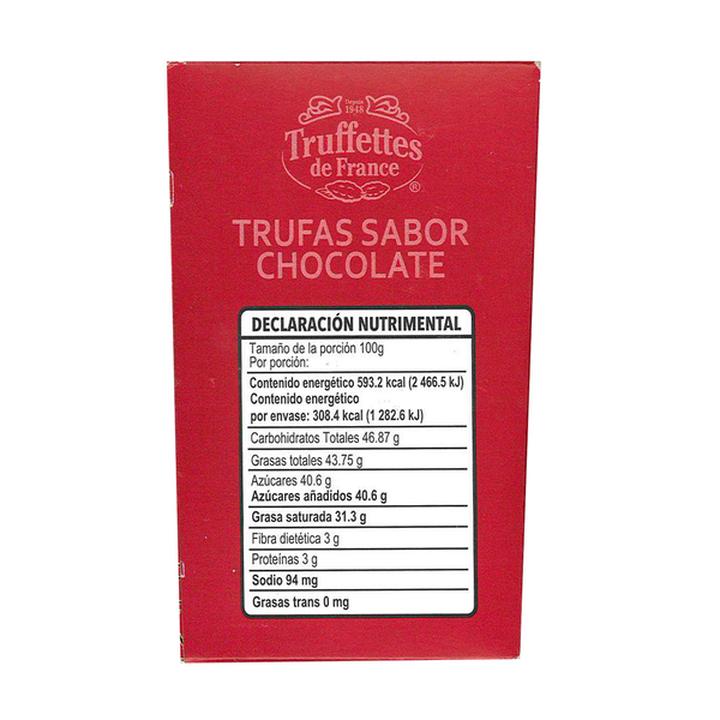 Depuis
1948
Truffettes
de France
®
TRUFAS SABOR
CHOCOLATE
DECLARACIÓN NUTRIMENTAL
Tamaño de la porción 100g
Por porción:
Contenido energético 593.2 kcal (2 466.5 kJ)
Contenido energético
por envase: 308.4 kcal (1 282.6 kJ)
Carbohidratos Totales 46.87 g
Grasas totales 43.75 g
Azúcares 40.6 g
Azúcares añadidos 40.6 g
Grasa saturada 31.3 g
Fibra dietética 3 g
Proteínas 3 g
Sodio 94 mg
Grasas trans 0 mg